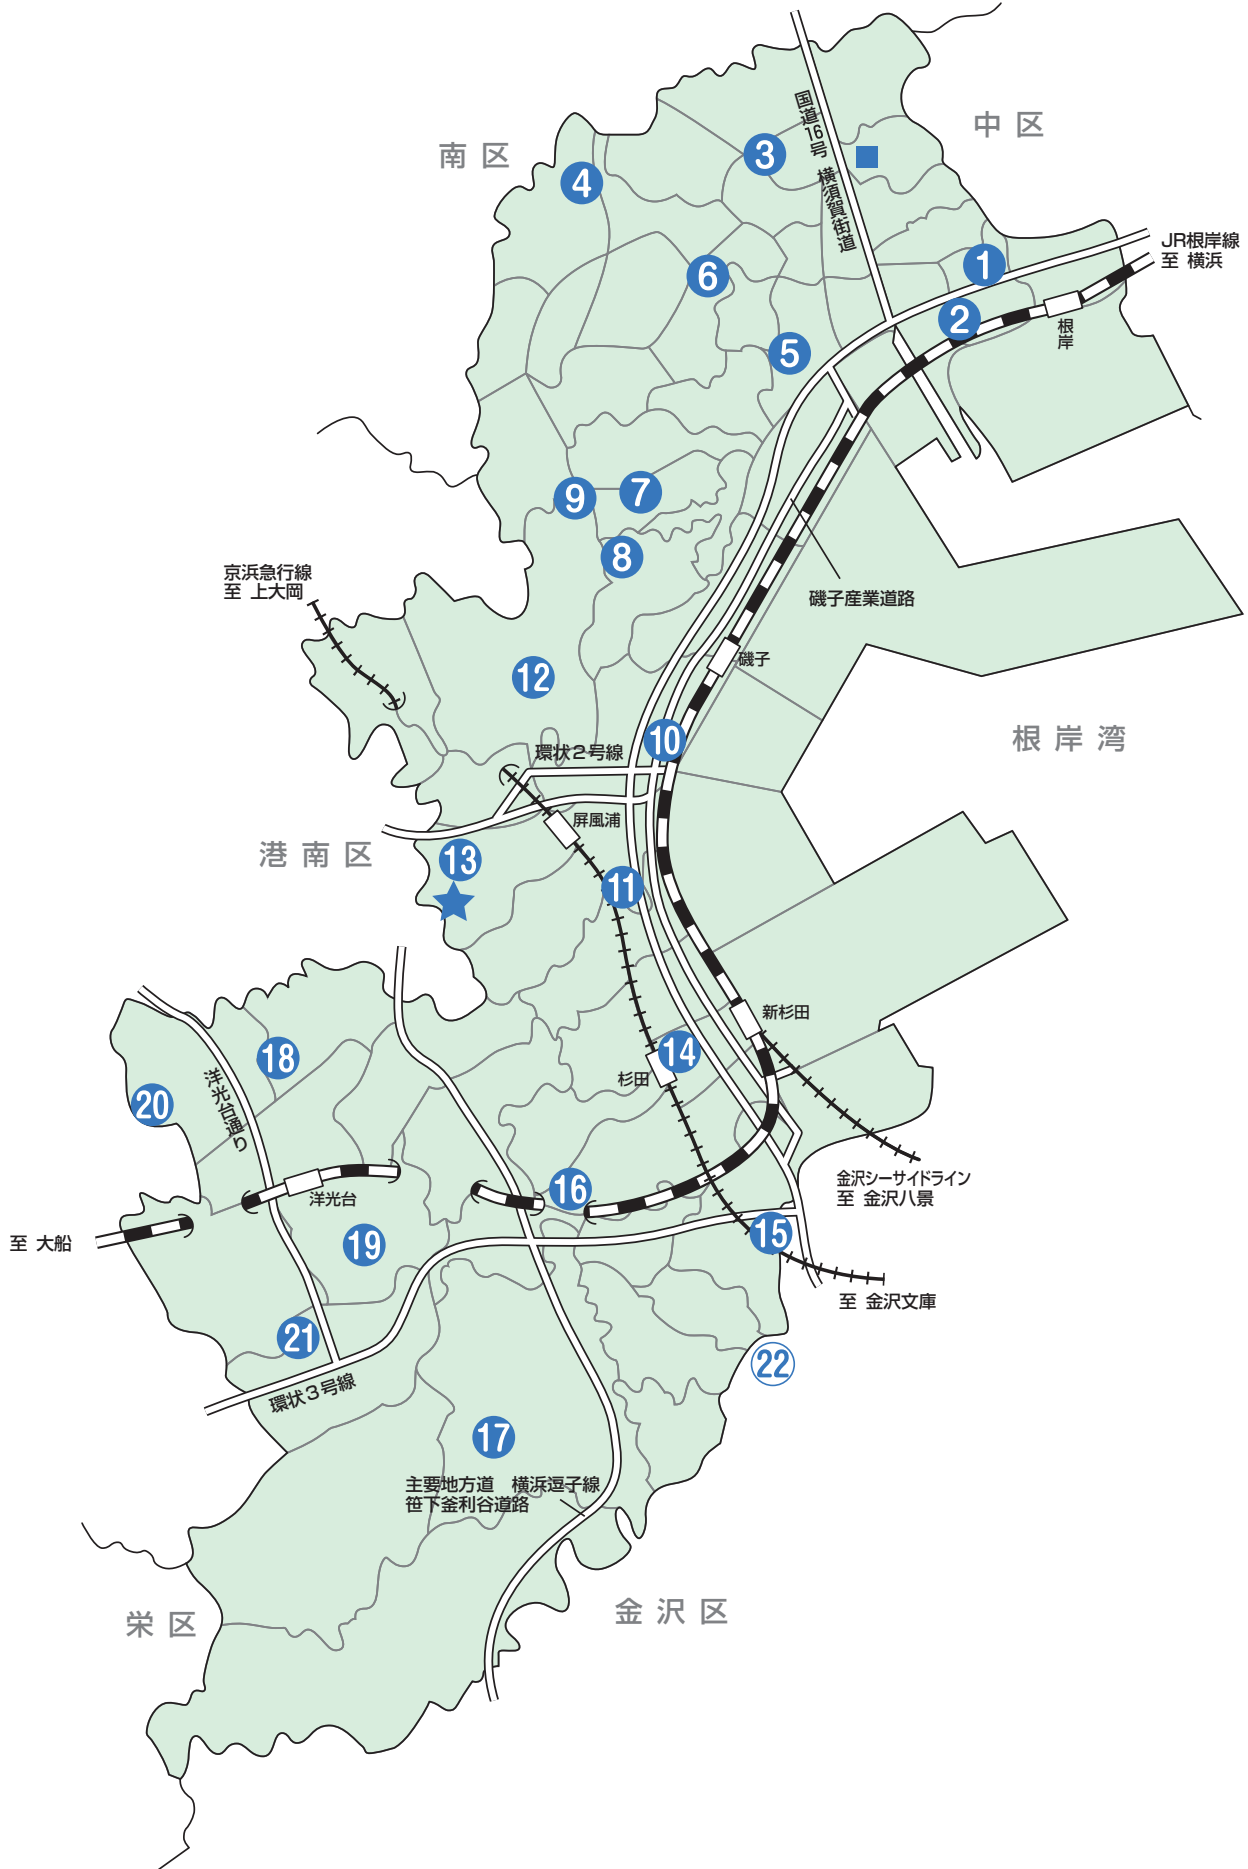 中区
国道16号 横須賀街道
南区
3
4
JR根岸線
至 横浜
1
6
2
根岸
5
7
9
8
京浜急行線
至 上大岡
磯子産業道路
磯子
12
10
根岸湾
環状2号線
屏風浦
港南区
13
11
新杉田
14
杉田
18
洋光台通り
20
金沢シーサイドライン
至 金沢八景
16
洋光台
15
至 大船
19
至 金沢文庫
21
22
環状3号線
17
主要地方道 横浜逗子線
笹下釜利谷道路
金沢区
栄区